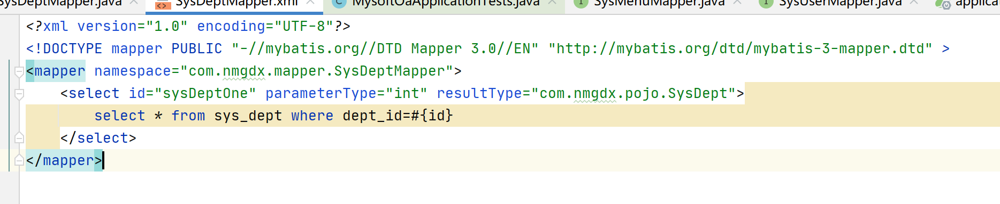 SysDeptMapper.java SysDeptMapper.xml MysoftOaApplicationTests.java SysMenuMapper.java SysUserMapper.java
<?xml version="1.0" encoding="UTF-8"?>
<!DOCTYPE mapper PUBLIC "-//mybatis.org//DTD Mapper 3.0//EN" "http://mybatis.org/dtd/mybatis-3-mapper.dtd" >
<mapper namespace="com.nmgdx.mapper.SysDeptMapper">
<select id="sysDeptOne" parameterType="int" resultType="com.nmgdx.pojo.SysDept">
select * from sys_dept where dept_id=#{id}
</select>
</mapper>